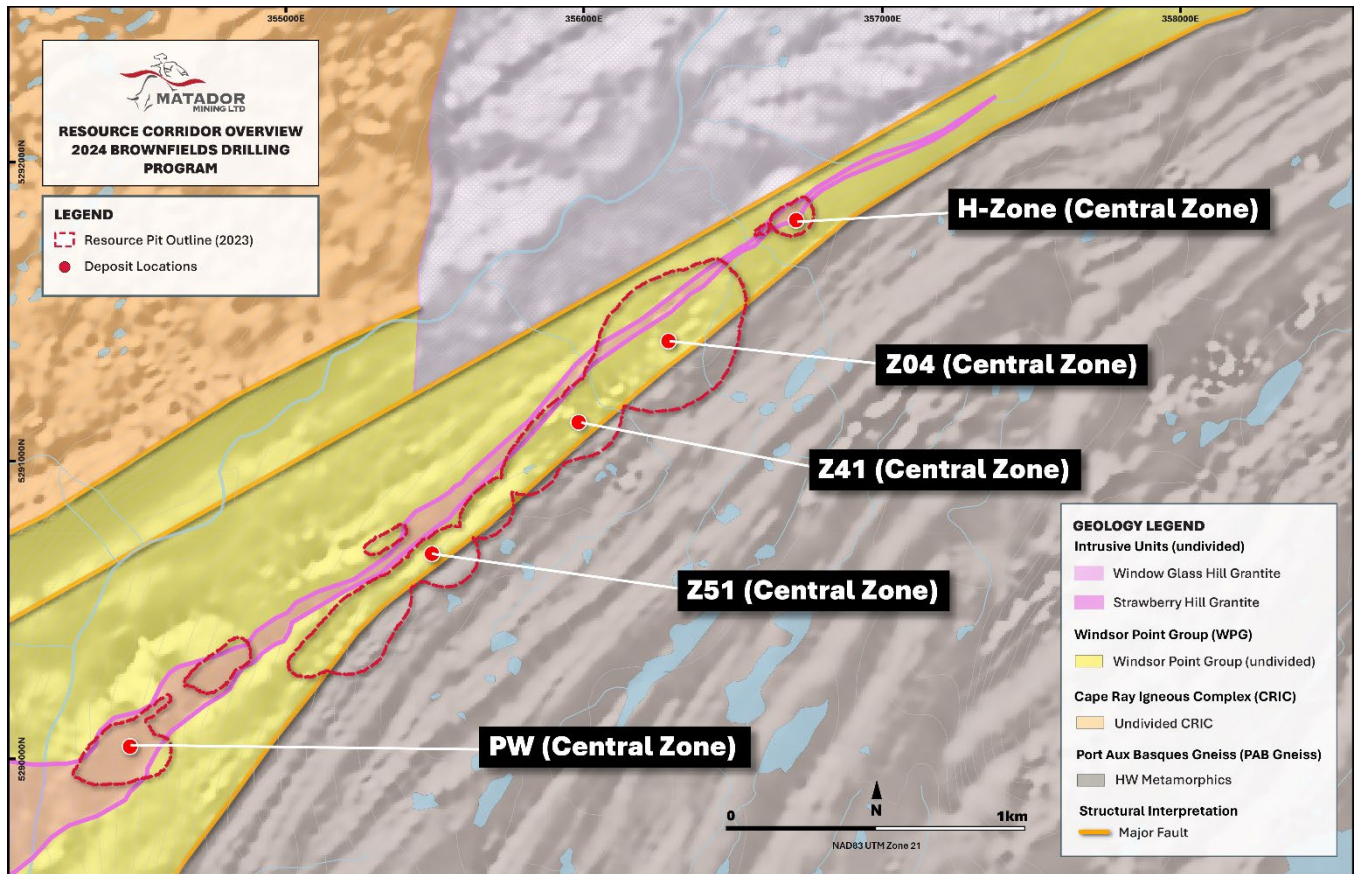 355000E
356000E
357000E
358000E
MATADOR
MINING LTD
RESOURCE CORRIDOR OVERVIEW
2024 BROWNFIELDS DRILLING
PROGRAM
LEGEND
Resource Pit Outline (2023)
Deposit Locations
5292000N
5291000N
5290000N
H-Zone (Central Zone)
Z04 (Central Zone)
Z41 (Central Zone)
Z51 (Central Zone)
PW (Central Zone)
GEOLOGY LEGEND
Intrusive Units (undivided)
Window Glass Hill Grantite
Strawberry Hill Grantite
Windsor Point Group (WPG)
Windsor Point Group (undivided)
Cape Ray Igneous Complex (CRIC)
Undivided CRIC
Port Aux Basques Gneiss (PAB Gneiss)
HW Metamorphics
Structural Interpretation
Major Fault
0
N
1km
NAD83 UTM Zone 21